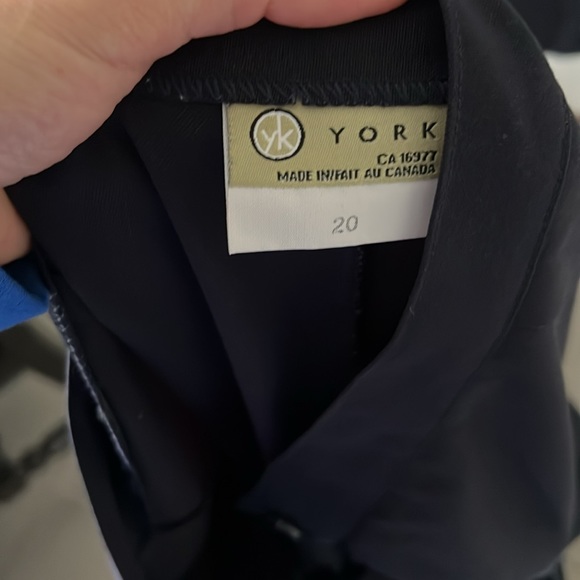 yk YORK
CA 16977
MADE IN/FAIT AU CANADA
20